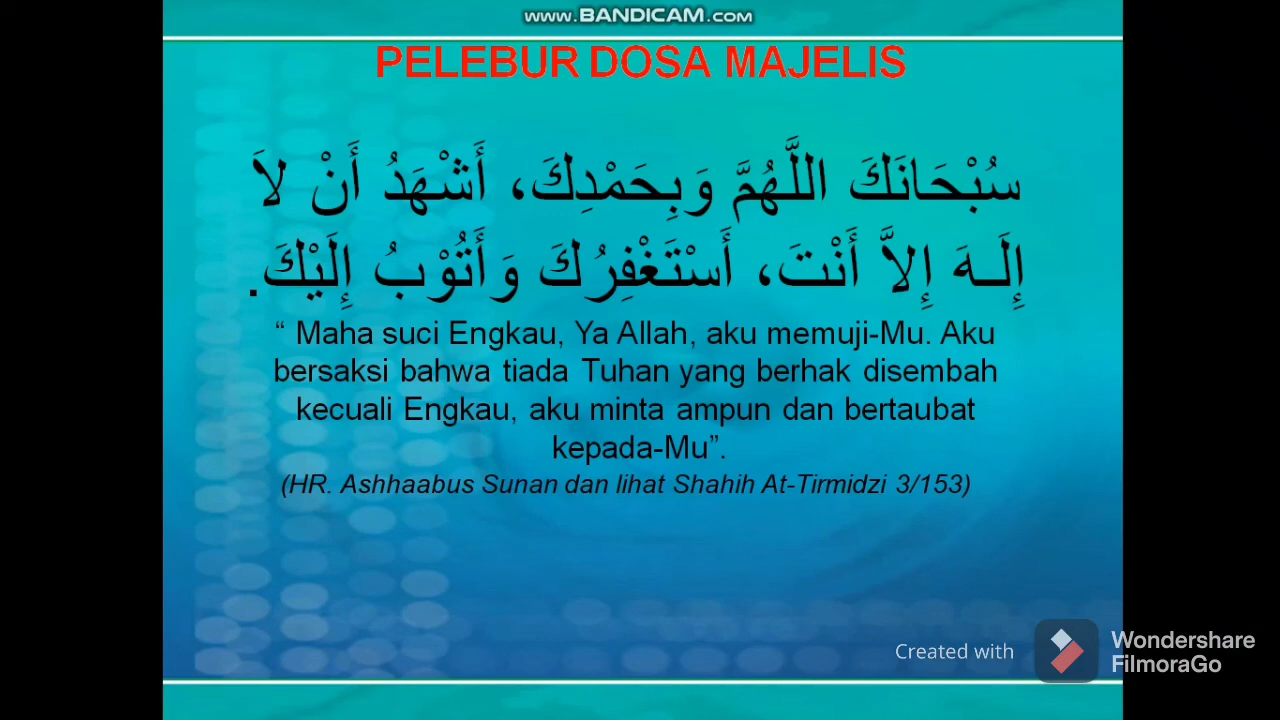 www.BANDICAM.com
PELEBUR DOSA MAJELIS
سُبْحَانَكَ اللَّهُمَّ وَبِحَمْدِكَ، أَشْهَدُ أَنْ لاَ
إِلَـهَ إِلاَّ أَنْتَ، أَسْتَغْفِرُكَ وَأَتُوْبُ إِلَيْكَ.
“ Maha suci Engkau, Ya Allah, aku memuji-Mu. Aku
bersaksi bahwa tiada Tuhan yang berhak disembah
kecuali Engkau, aku minta ampun dan bertaubat
kepada-Mu”.
(HR. Ashhaabus Sunan dan lihat Shahih At-Tirmidzi 3/153)
Created with
Wondershare
FilmoraGo